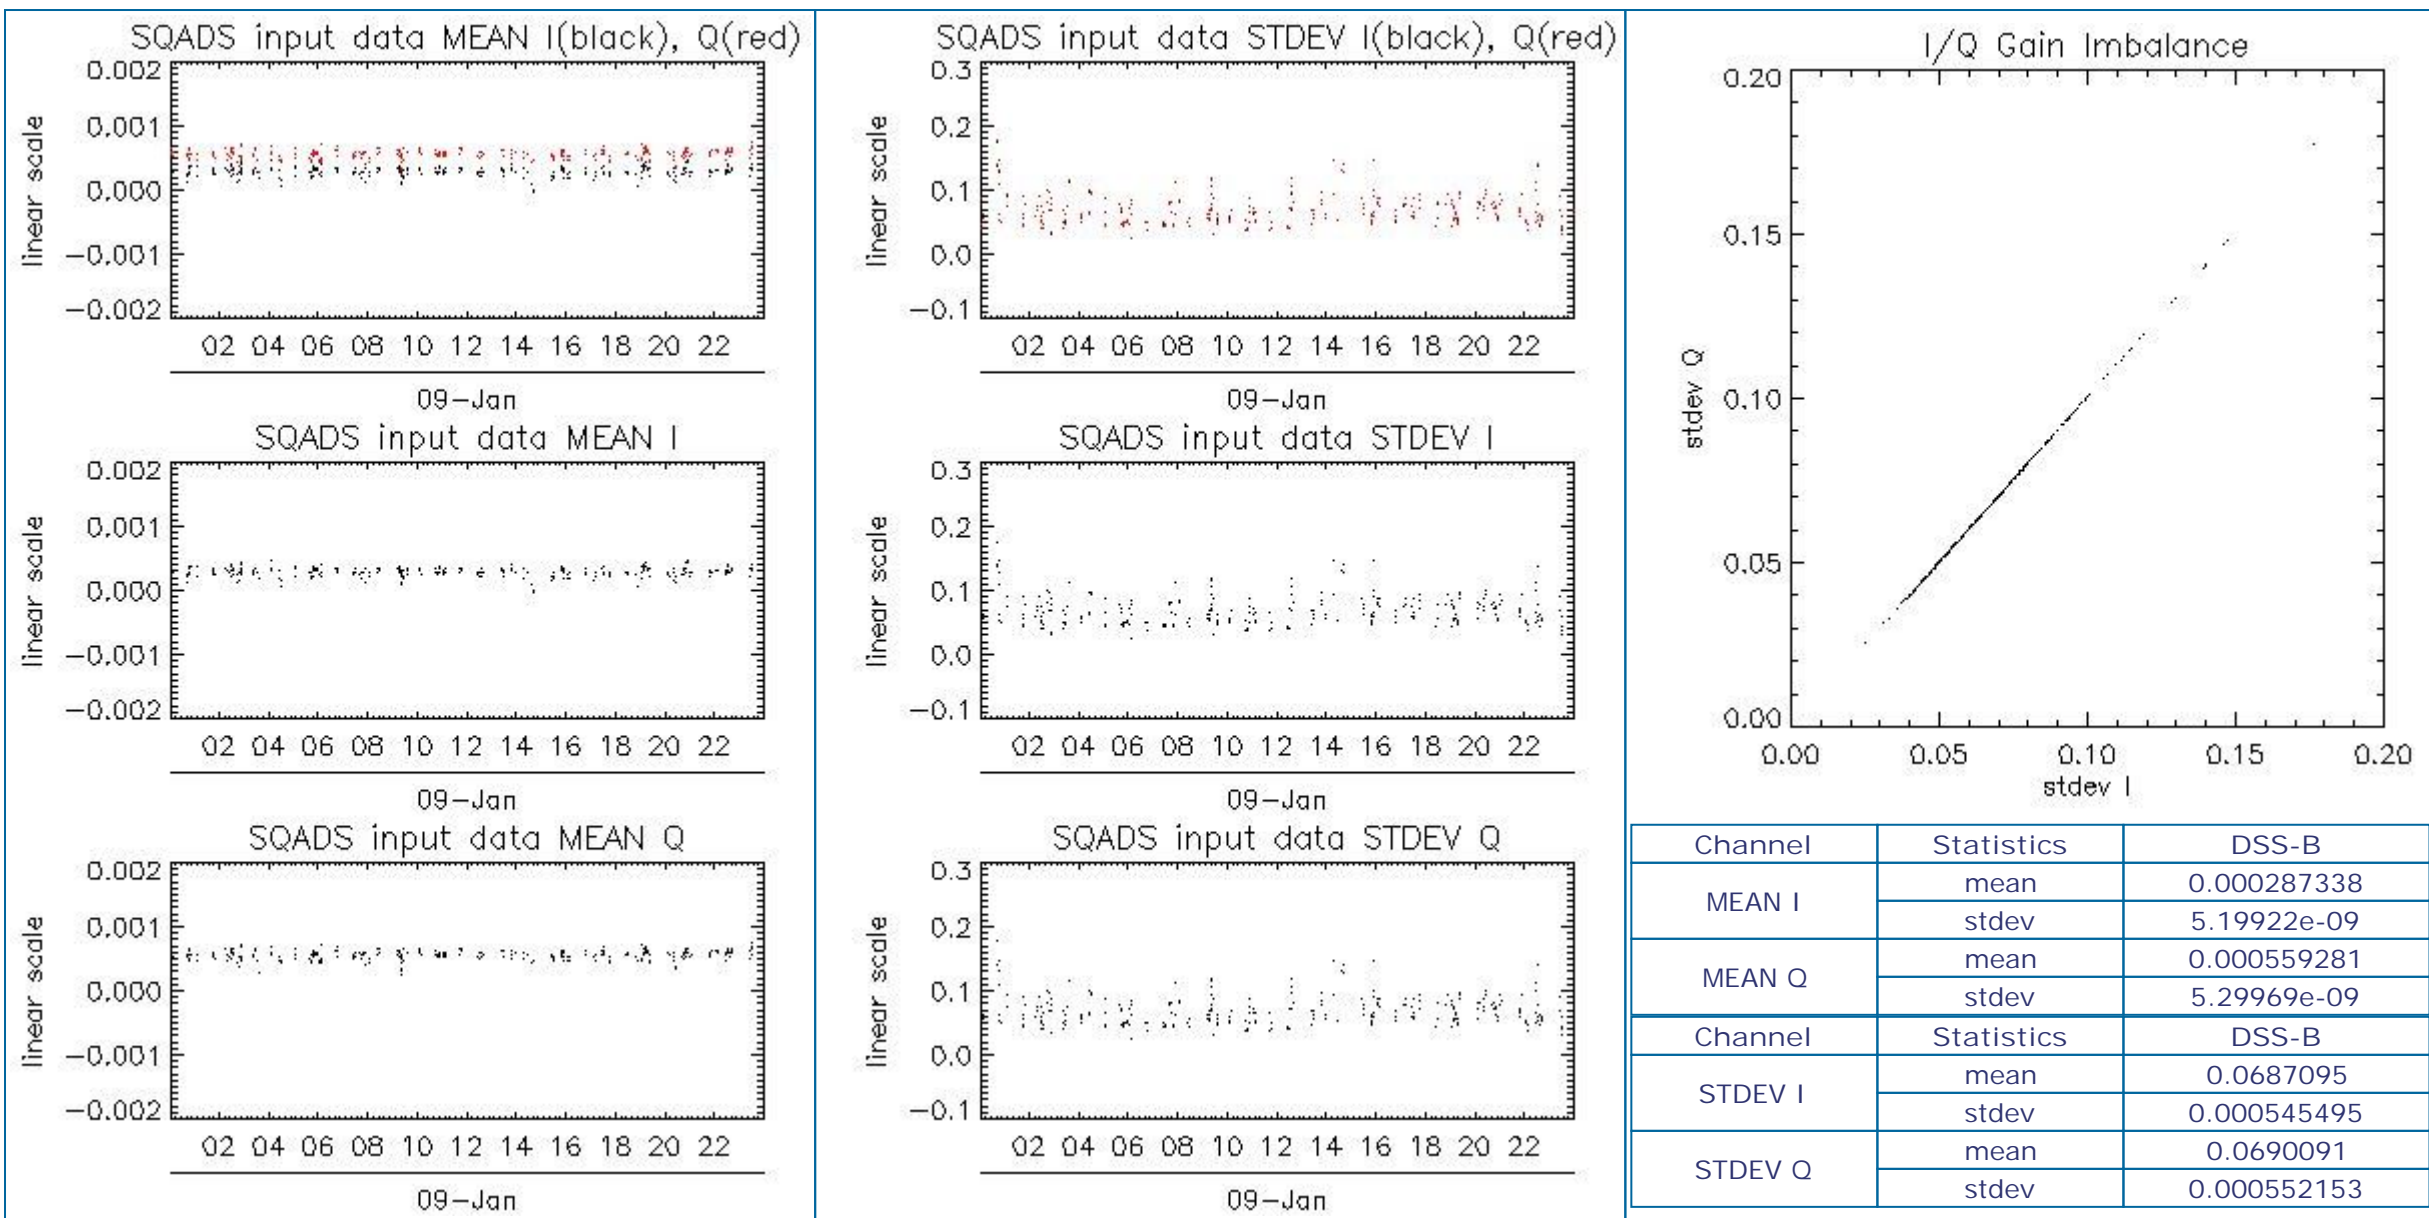 SQADS input data MEAN I(black), Q(red)
0.002
0.001
0.000
−0.001
−0.002
linear scale
02 04 06 08 10 12 14 16 18 20 22
09-Jan
SQADS input data MEAN I
0.002
0.001
0.000
−0.001
−0.002
linear scale
02 04 06 08 10 12 14 16 18 20 22
09-Jan
SQADS input data MEAN Q
0.002
0.001
0.000
−0.001
−0.002
linear scale
02 04 06 08 10 12 14 16 18 20 22
09-Jan
SQADS input data STDEV I(black), Q(red)
0.3
0.2
0.1
0.0
−0.1
linear scale
02 04 06 08 10 12 14 16 18 20 22
09-Jan
SQADS input data STDEV I
0.3
0.2
0.1
0.0
−0.1
linear scale
02 04 06 08 10 12 14 16 18 20 22
09-Jan
SQADS input data STDEV Q
0.3
0.2
0.1
0.0
−0.1
linear scale
02 04 06 08 10 12 14 16 18 20 22
09-Jan
I/Q Gain Imbalance
0.20
0.15
0.10
0.05
0.00
stdev Q
0.00 0.05 0.10 0.15 0.20
stdev I
Channel Statistics DSS-B
MEAN I mean 0.000287338
stdev 5.19922e-09
MEAN Q mean 0.000559281
stdev 5.29969e-09
Channel Statistics DSS-B
STDEV I mean 0.0687095
stdev 0.000545495
STDEV Q mean 0.0690091
stdev 0.000552153